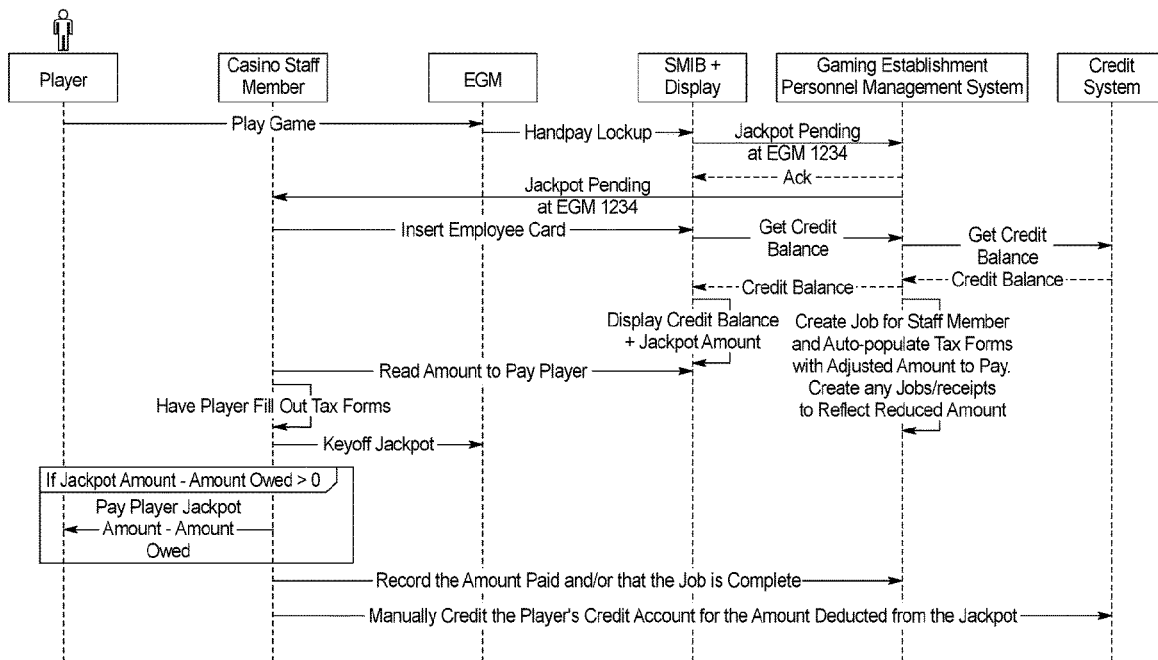 Player
Casino Staff
Member
EGM
SMIB +
Display
Gaming Establishment
Personnel Management System
Credit
System
Play Game
Handpay Lockup
Jackpot Pending
at EGM 1234
Ack
Jackpot Pending
at EGM 1234
Insert Employee Card
Get Credit
Balance
Get Credit
Balance
Credit Balance
Credit Balance
Display Credit Balance
+ Jackpot Amount
Create Job for Staff Member
and Auto-populate Tax Forms
with Adjusted Amount to Pay.
Create any Jobs/receipts
to Reflect Reduced Amount
Read Amount to Pay Player
Have Player Fill Out Tax Forms
Keyoff Jackpot
If Jackpot Amount - Amount Owed > 0
Pay Player Jackpot
Amount - Amount
Owed
Record the Amount Paid and/or that the Job is Complete
Manually Credit the Player's Credit Account for the Amount Deducted from the Jackpot